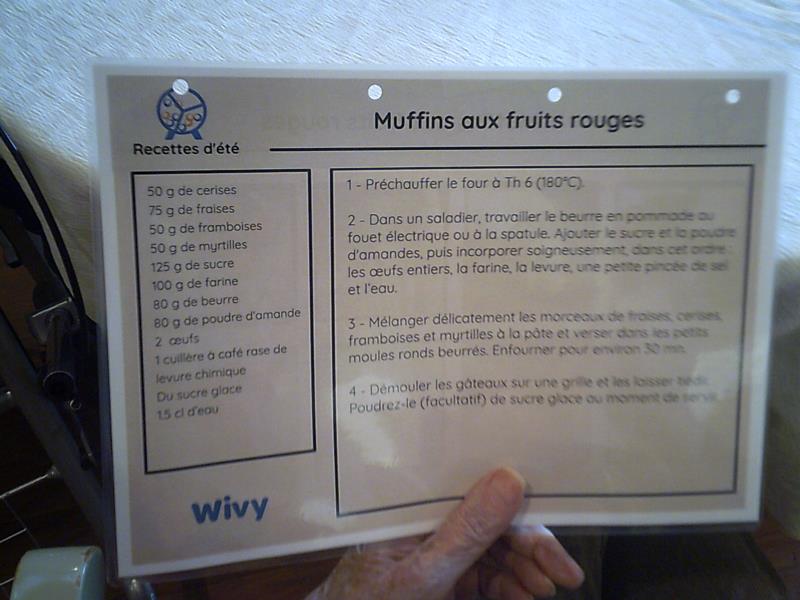 Muffins aux fruits rouges
Recettes d'été
50 g de cerises
75 g de fraises
50 g de framboises
50 g de myrtilles
125 g de sucre
100 g de farine
80 g de beurre
80 g de poudre d'amande
2 œufs
1 cuillère à café rase de
levure chimique
Du sucre glace
1.5 cl d'eau
Wivy
1 - Préchauffer le four à Th 6 (180°C).
2 - Dans un saladier, travailler le beurre en pommade au
fouet électrique ou à la spatule. Ajouter le sucre et la poudre
d'amandes, puis incorporer soigneusement, dans cet ordre :
les œufs entiers, la farine, la levure, une petite pincée de sel
et l'eau.
3 - Mélanger délicatement les morceaux de fraises, cerises,
framboises et myrtilles à la pâte et verser dans les petits
moules ronds beurrés. Enfourner pour environ 30 mn.
4 - Démouler les gâteaux sur une grille et les laisser tiédir.
Poudrez-le (facultatif) de sucre glace au moment de servir.